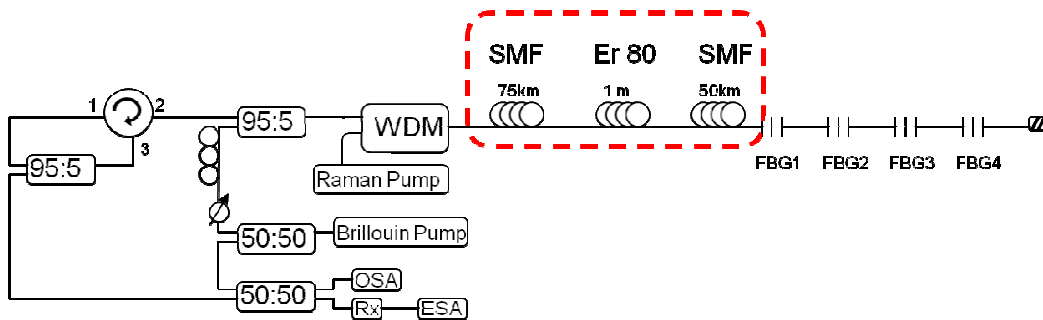 SMF Er 80 SMF
75km 1 m 50km
1 2
3
95:5
WDM
95:5
Raman Pump
FBG1 FBG2 FBG3 FBG4
50:50
Brillouin Pump
50:50
OSA
Rx
ESA